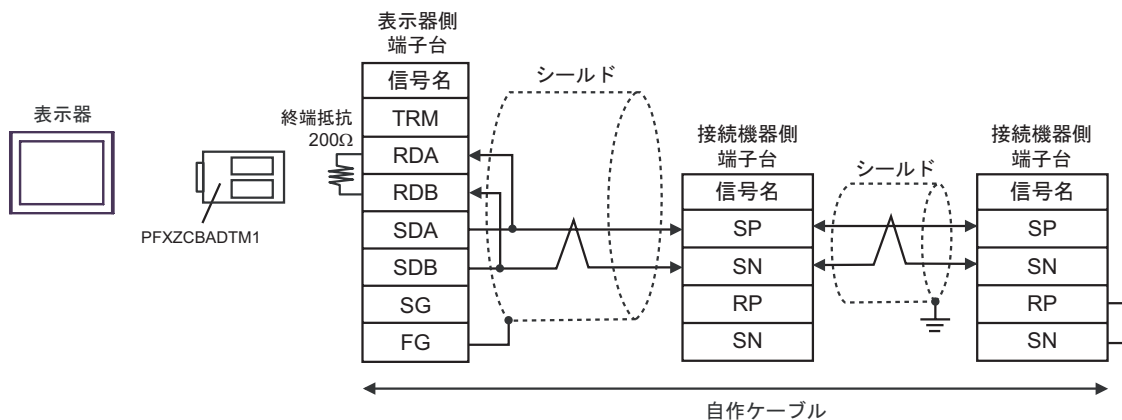 表示器
PFXZCBADTM1
終端抵抗
200Ω
表示器側
端子台
信号名
TRM
RDA
RDB
SDA
SDB
SG
FG
シールド
接続機器側
端子台
信号名
SP
SN
RP
SN
シールド
接続機器側
端子台
信号名
SP
SN
RP
SN
自作ケーブル